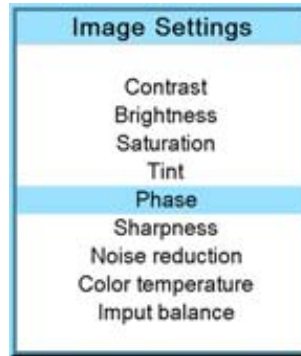 Image Settings
Contrast
Brightness
Saturation
Tint
Phase
Sharpness
Noise reduction
Color temperature
Imput balance